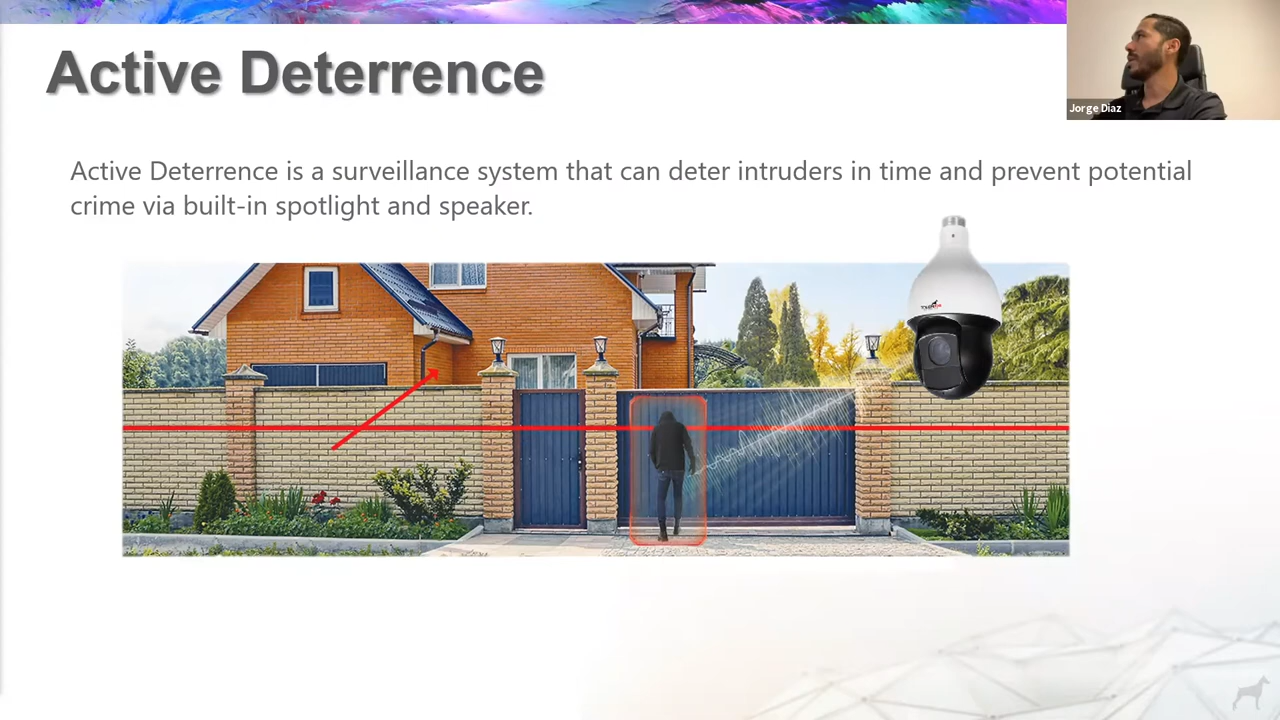 Active Deterrence
Jorge Diaz
Active Deterrence is a surveillance system that can deter intruders in time and prevent potential
crime via built-in spotlight and speaker.